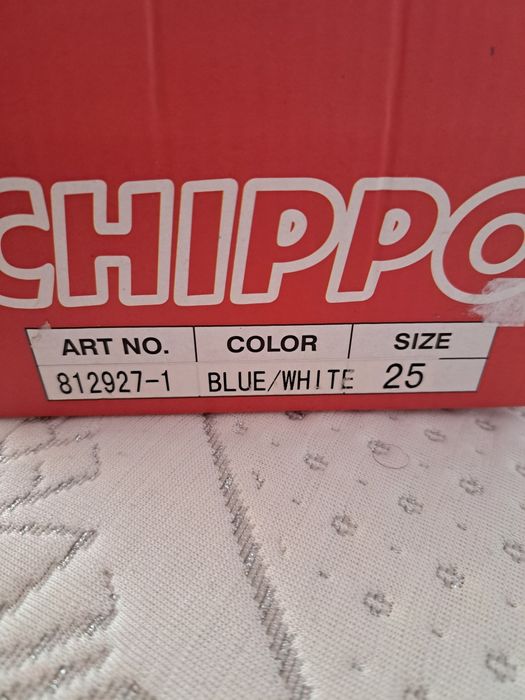 CHIPPO
ART NO. COLOR SIZE
812927-1 BLUE/WHITE 25